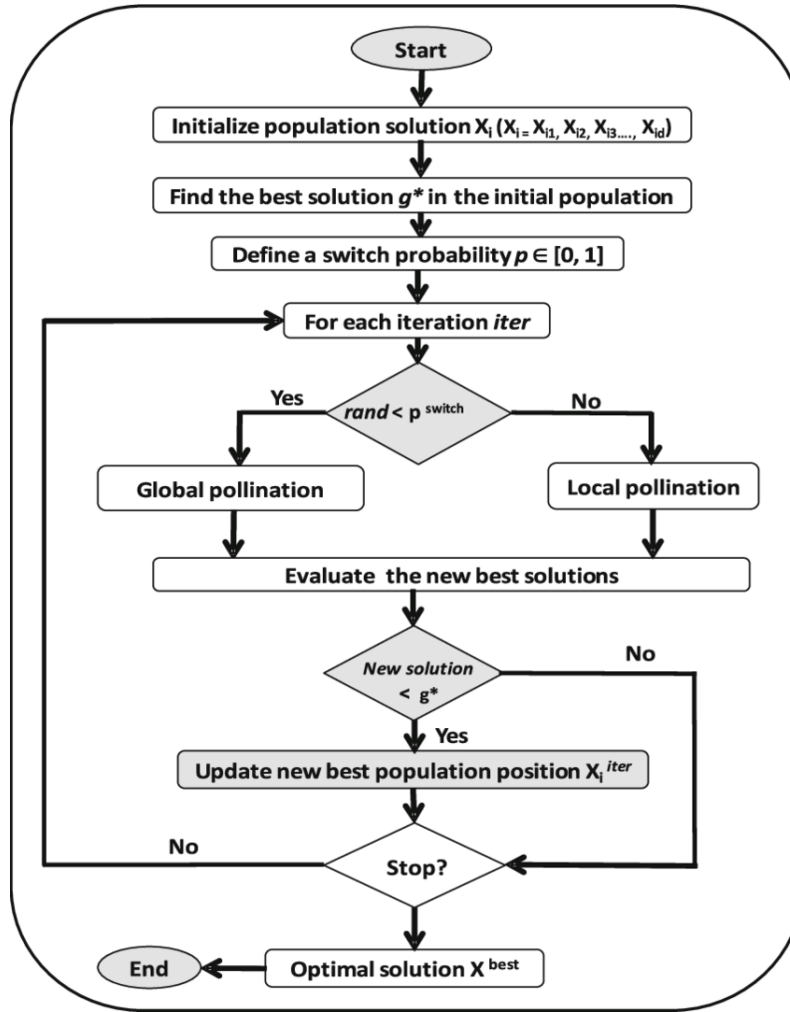 Start
Initialize population solution Xi (Xi = Xi1, Xi2, Xi3...., Xid)
Find the best solution g* in the initial population
Define a switch probability p ∈ [0, 1]
For each iteration iter
Yes
rand < p switch
No
Global pollination
Local pollination
Evaluate the new best solutions
New solution
< g*
No
Yes
Update new best population position Xi iter
No
Stop?
End
Optimal solution X best